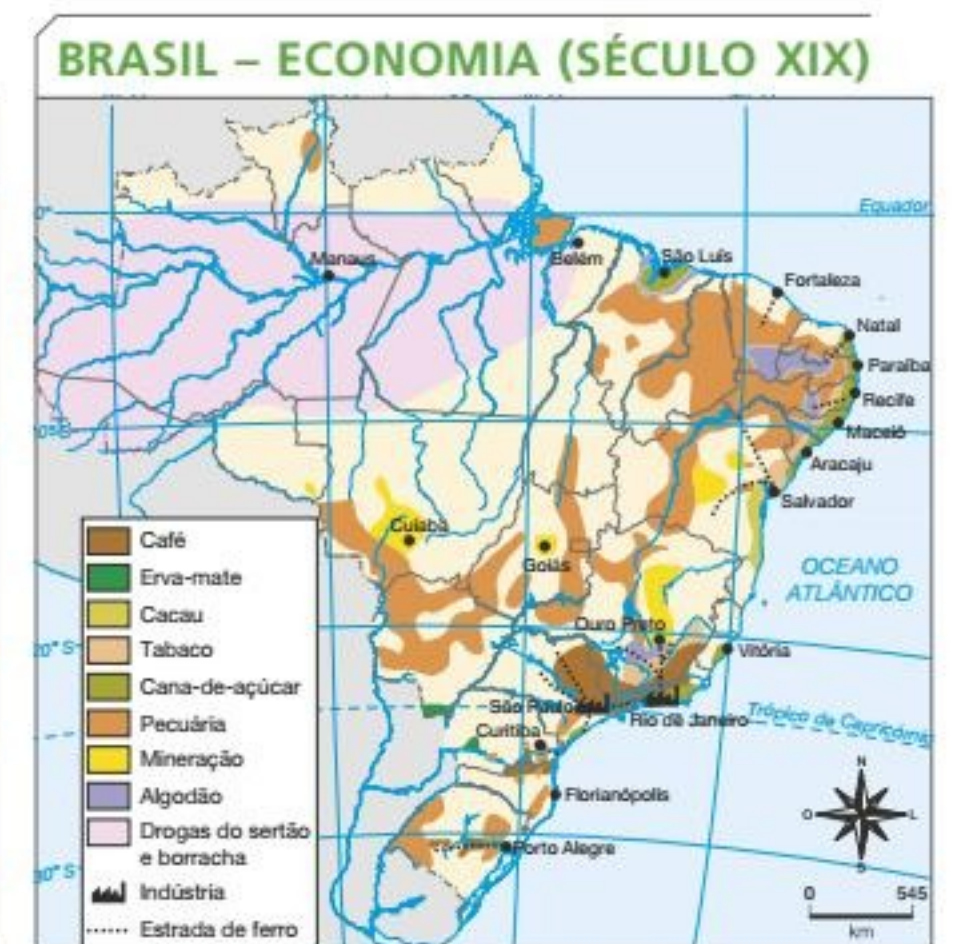 BRASIL – ECONOMIA (SÉCULO XIX)
Equador
0°
Manaus
Belém
São Luís
Fortaleza
Natal
Paraíba
Recife
Maceió
Aracaju
Salvador
Cuiabá
Goiás
OCEANO
ATLÂNTICO
Ouro Preto
Vitória
São Paulo
Rio de Janeiro
Trópico de Capricórnio
Curitiba
Florianópolis
Porto Alegre
Café
Erva-mate
Cacau
Tabaco
Cana-de-açúcar
Pecuária
Mineração
Algodão
Drogas do sertão
e borracha
Indústria
Estrada de ferro
N
O
L
S
0 545
km